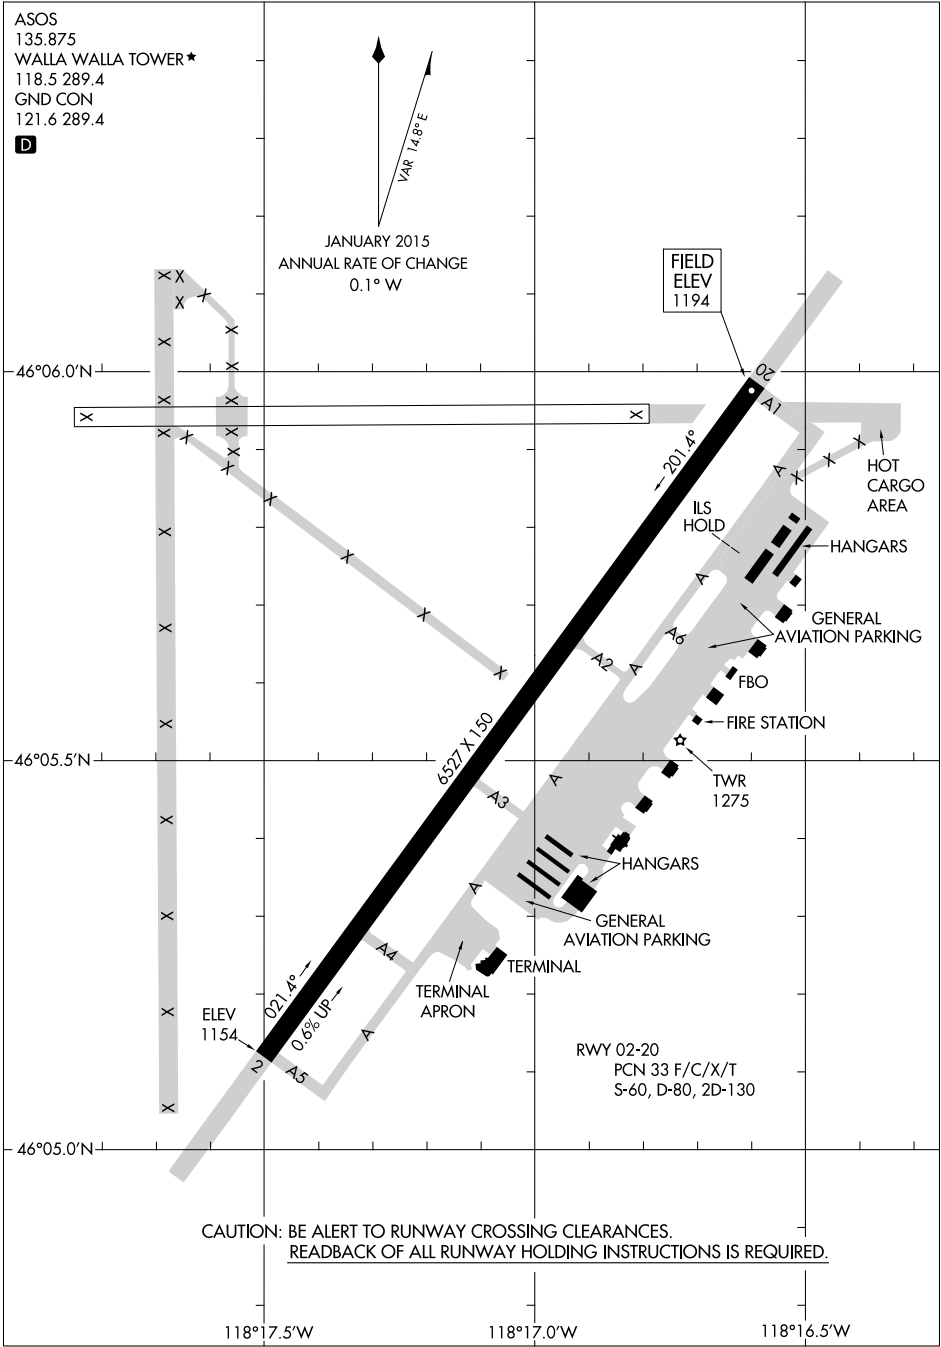 ASOS
135.875
WALLA WALLA TOWER★
118.5 289.4
GND CON
121.6 289.4
D
VAR 14.8° E
JANUARY 2015
ANNUAL RATE OF CHANGE
0.1° W
FIELD
ELEV
1194
X
X
X
X
X
X
46°06.0'N
X
X
20
X
X
A1
X
X
X
X
X
X
201.4°
X
X
X
A
X
HOT
CARGO
AREA
X
ILS
HOLD
X
HANGARS
X
A
X
GENERAL
AVIATION PARKING
X
A6
A2
A
X
FBO
X
FIRE STATION
6527 X 150
46°05.5'N
A
TWR
1275
A3
X
HANGARS
A
X
GENERAL
AVIATION PARKING
A4
TERMINAL
021.4°
TERMINAL
APRON
ELEV
1154
X
0.6% UP
A
RWY 02-20
PCN 33 F/C/X/T
S-60, D-80, 2D-130
2
A5
X
46°05.0'N
CAUTION: BE ALERT TO RUNWAY CROSSING CLEARANCES.
READBACK OF ALL RUNWAY HOLDING INSTRUCTIONS IS REQUIRED.
118°17.5'W
118°17.0'W
118°16.5'W